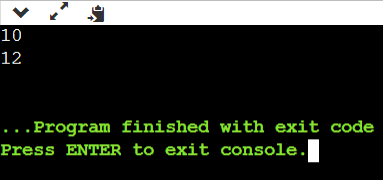 10
12
...Program finished with exit code
Press ENTER to exit console.